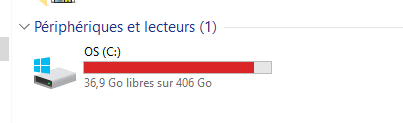 Périphériques et lecteurs (1)
OS (C:)
36,9 Go libres sur 406 Go